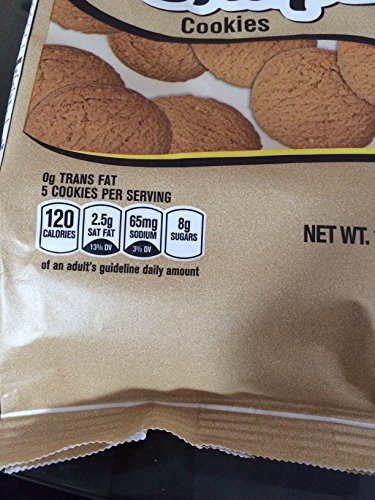 Cookies
0g TRANS FAT
5 COOKIES PER SERVING
120
CALORIES
2.5g
SAT FAT
13% DV
65mg
SODIUM
3% DV
8g
SUGARS
NET WT.
of an adult's guideline daily amount